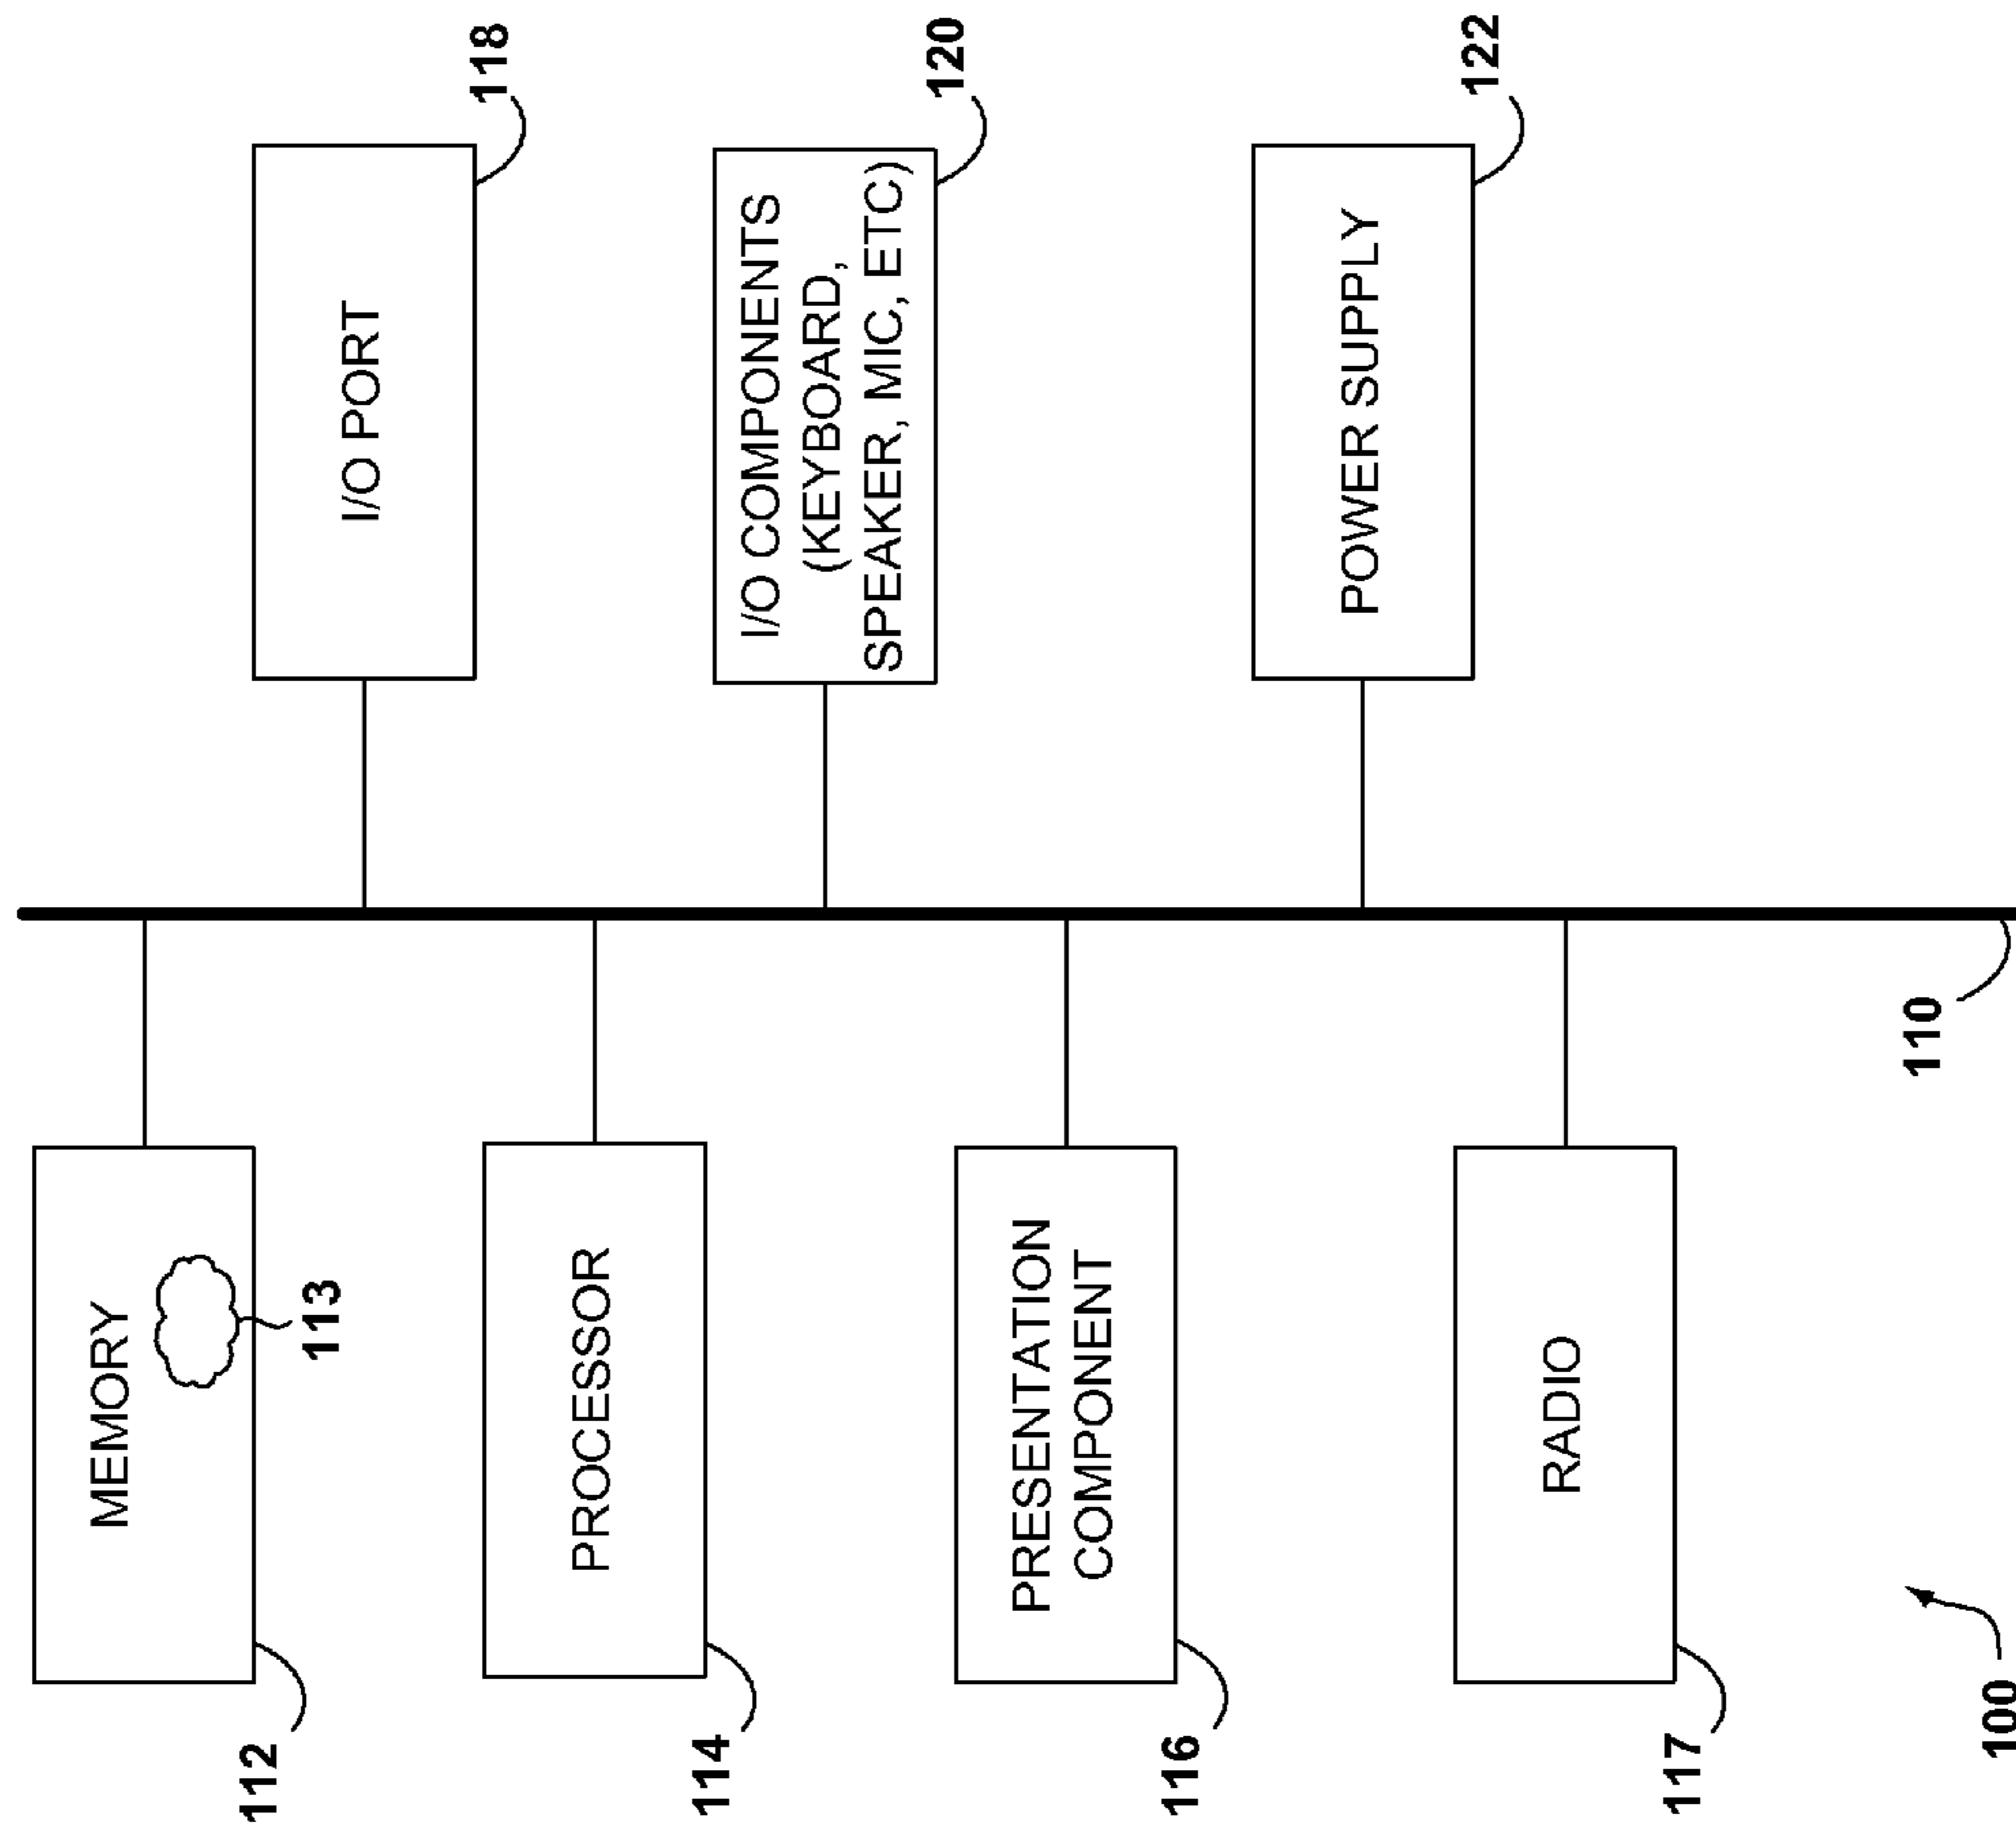 MEMORY
113
112
PROCESSOR
114
PRESENTATION
COMPONENT
116
RADIO
117
I/O PORT
118
I/O COMPONENTS
(KEYBOARD,
SPEAKER, MIC, ETC)
120
POWER SUPPLY
122
110
100